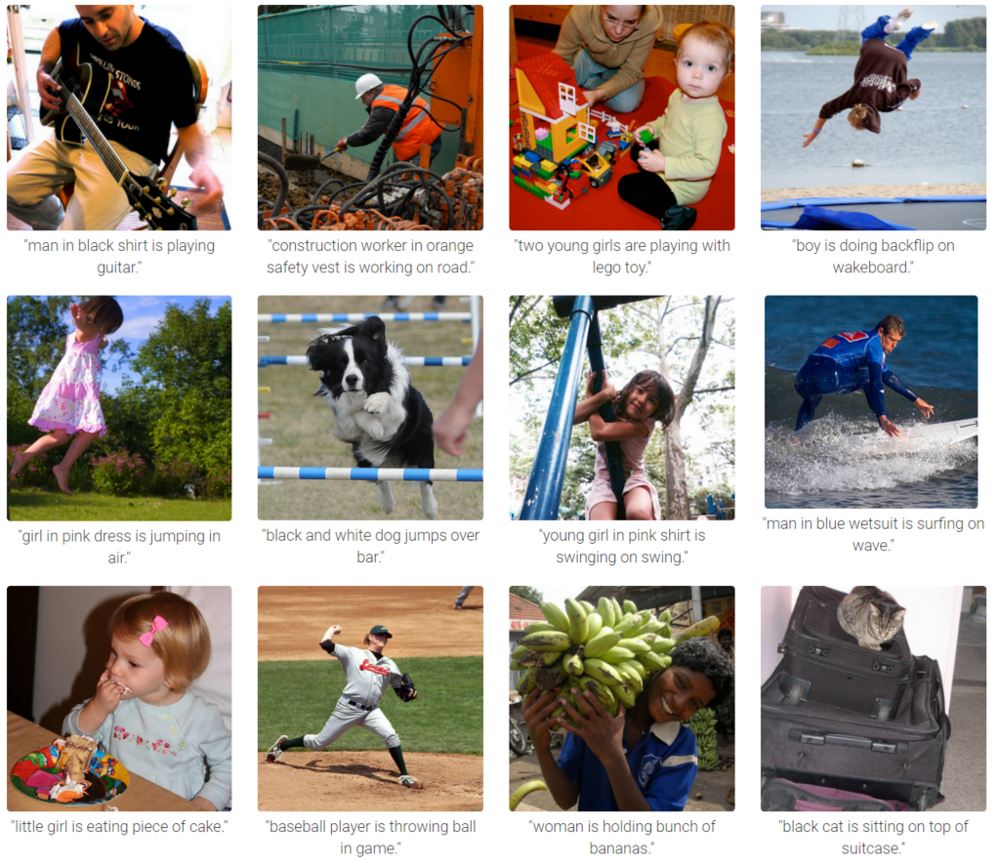 "man in black shirt is playing
guitar."
"construction worker in orange
safety vest is working on road."
"two young girls are playing with
lego toy."
"boy is doing backflip on
wakeboard."
"girl in pink dress is jumping in
air."
"black and white dog jumps over
bar."
"young girl in pink shirt is
swinging on swing."
"man in blue wetsuit is surfing on
wave."
"little girl is eating piece of cake."
"baseball player is throwing ball
in game."
"woman is holding bunch of
bananas."
"black cat is sitting on top of
suitcase."